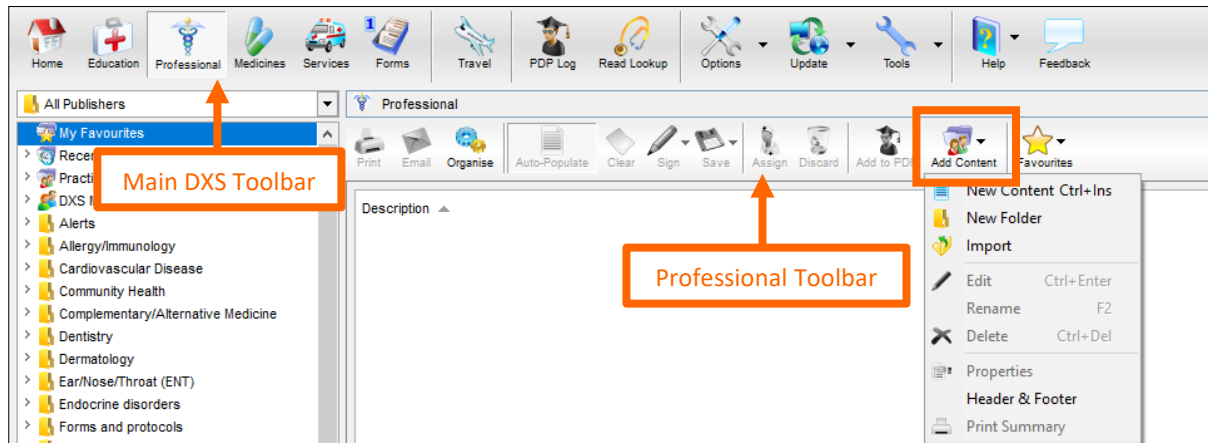 1
Home Education Professional Medicines Services Forms Travel PDP Log Read Lookup Options Update Tools Help Feedback
All Publishers
Professional
My Favourites
Print Email Organise Auto-Populate Clear Sign Save Assign Discard Add to PD Add Content Favourites
Recen
Practi
DXS M
Main DXS Toolbar
Description
Alerts
Allergy/Immunology
Cardiovascular Disease
Community Health
Complementary/Alternative Medicine
Dentistry
Dermatology
Ear/Nose/Throat (ENT)
Endocrine disorders
Forms and protocols
Professional Toolbar
New Content Ctrl+Ins
New Folder
Import
Edit Ctrl+Enter
Rename F2
Delete Ctrl+Del
Properties
Header & Footer
Print Summary